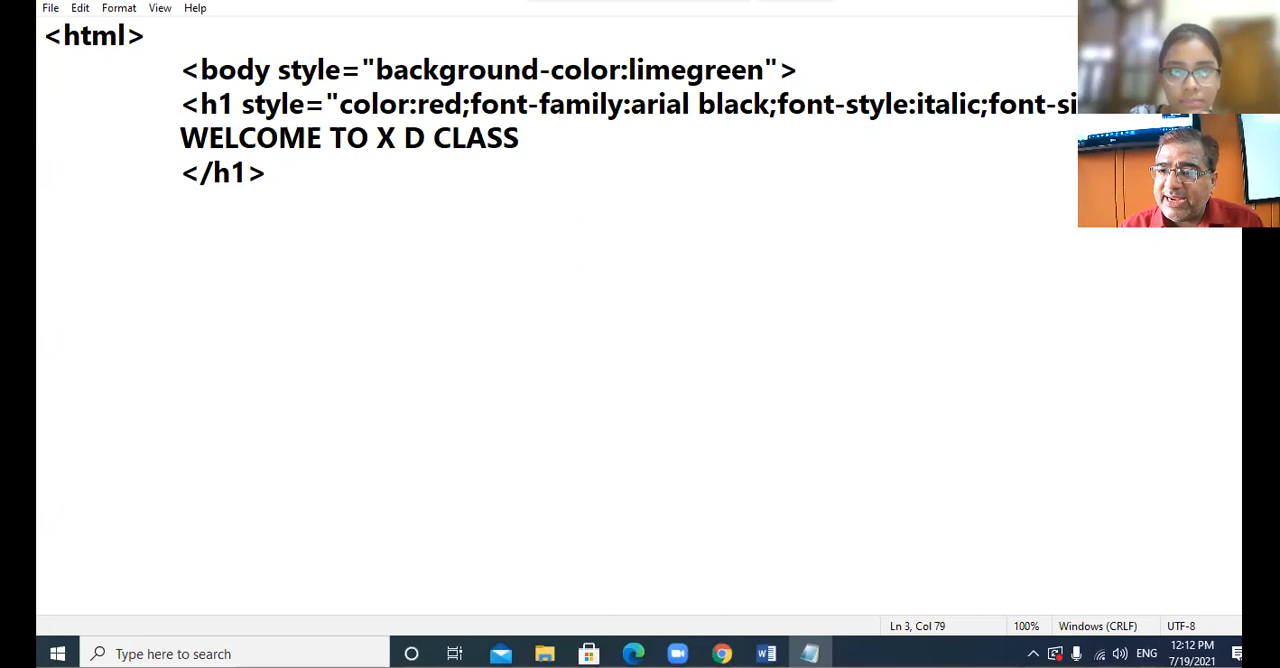 File Edit Format View Help
<html>
<body style="background-color:limegreen">
<h1 style="color:red;font-family:arial black;font-style:italic;font-si
WELCOME TO X D CLASS
</h1>
Ln 3, Col 79 100% Windows (CRLF) UTF-8
Type here to search
ENG
12:12 PM
7/19/2021